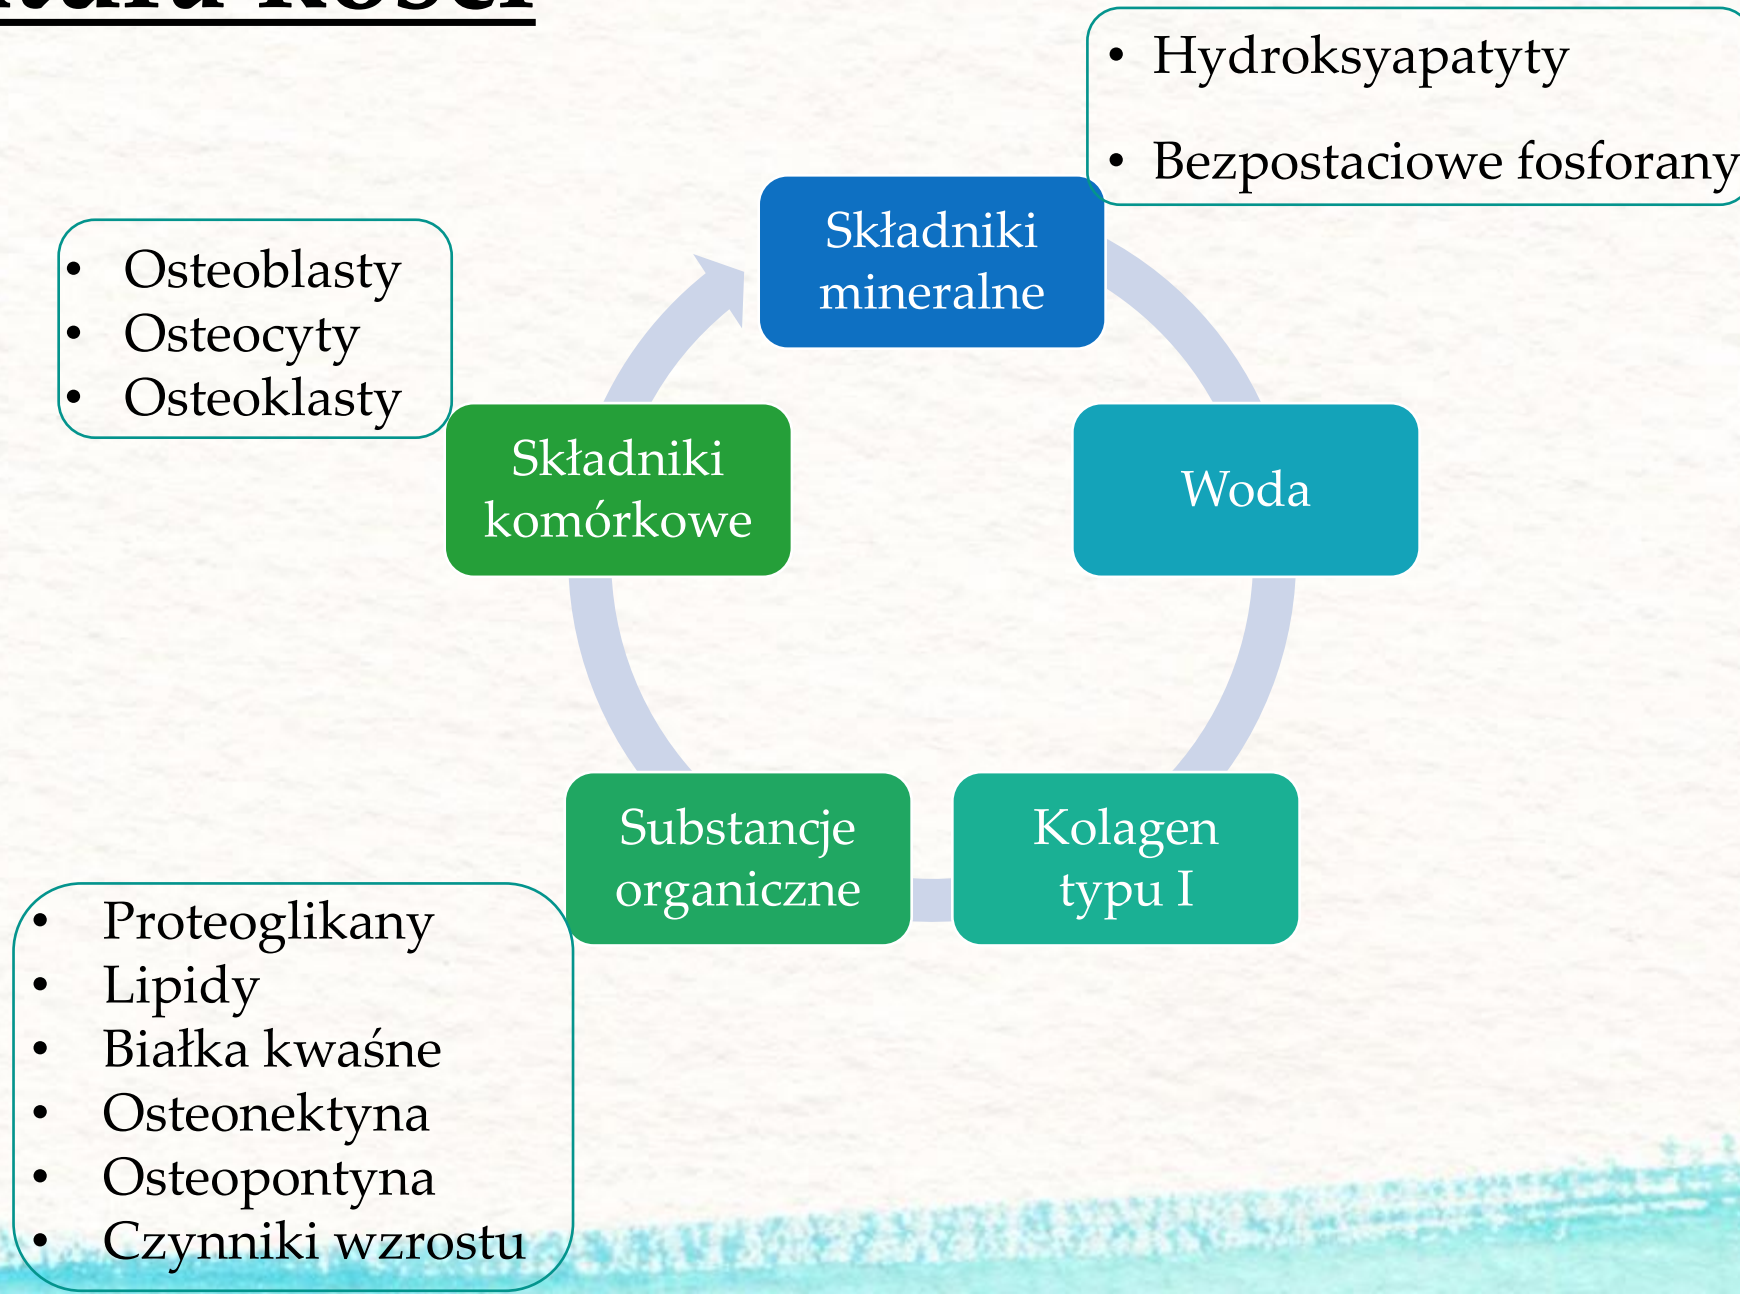 kości
• Hydroksyapatyty
• Bezpostaciowe fosforany
Składniki
mineralne
• Osteoblasty
• Osteocyty
• Osteoklasty
Składniki
komórkowe
Woda
Substancje
organiczne
Kolagen
typu I
• Proteoglikany
• Lipidy
• Białka kwaśne
• Osteonektyna
• Osteopontyna
• Czynniki wzrostu